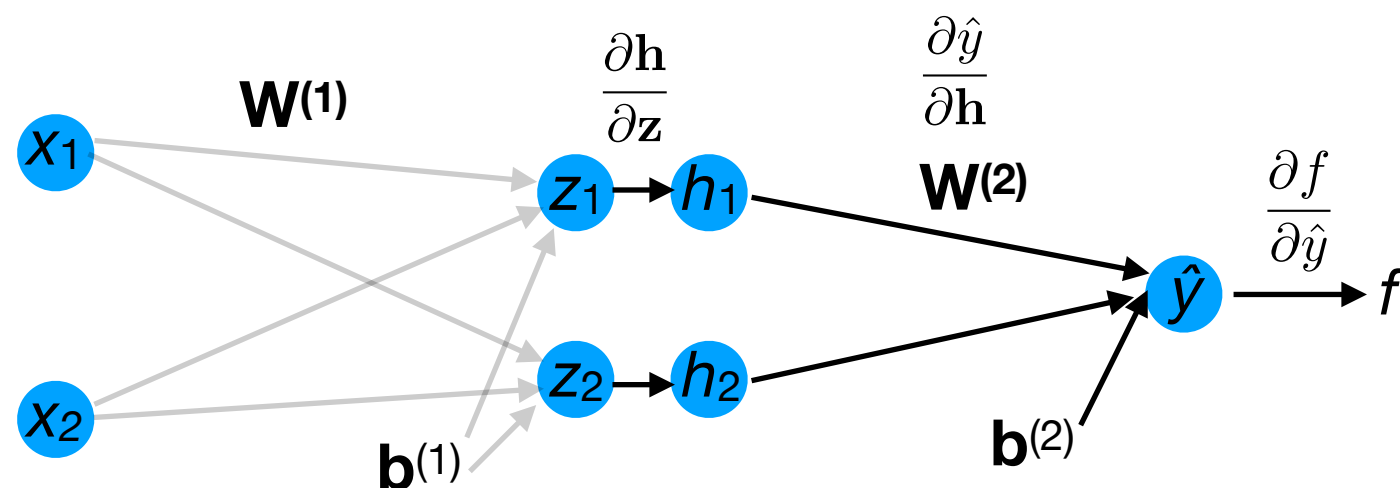 ∂h/∂z
∂ŷ/∂h
W(1)
x1
z1
h1
W(2)
∂f/∂ŷ
ŷ
f
x2
z2
h2
b(1)
b(2)